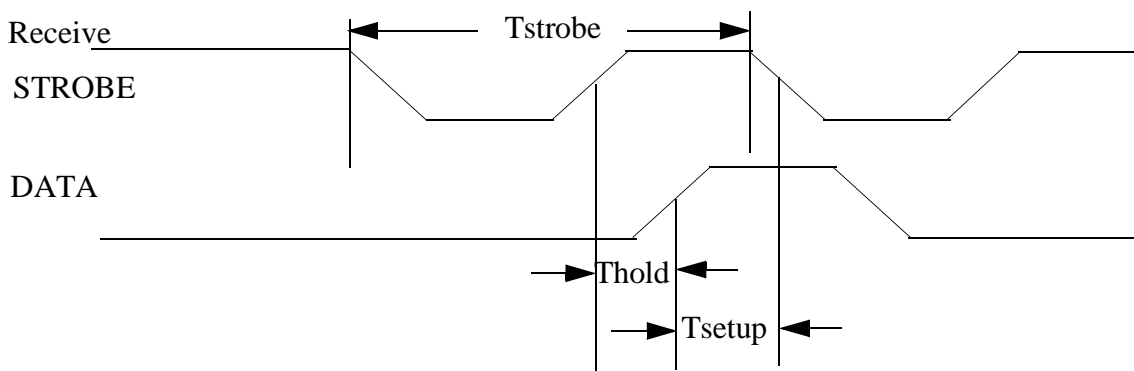 Tstrobe
Receive
STROBE
DATA
Thold
Tsetup